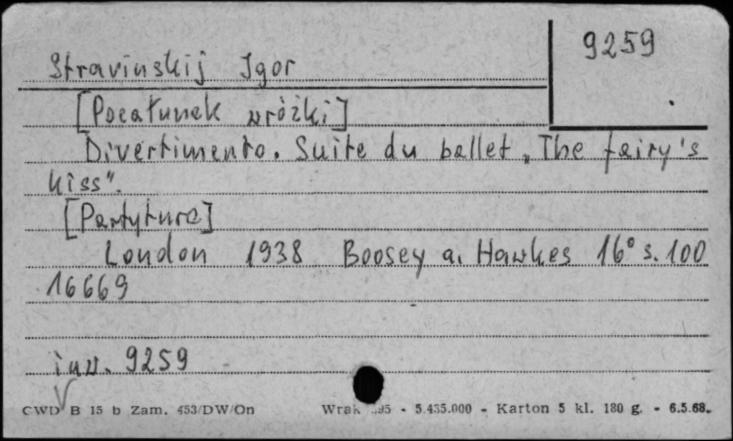 9259
Stravinskij Igor
[Pocałunek wróżki]
Divertimento. Suite du ballet „The fairy's
kiss".
[Partytura]
London 1938 Boosey a. Hawkes 16° s. 100
16669
inw. 9259
CWD B 15 b Zam. 453/DW/On - 5.435.000 - Karton 5 kl. 180 g. - 6.5.68.